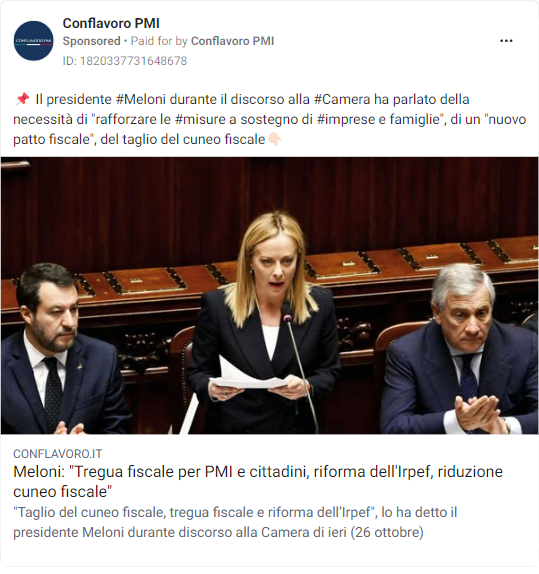 CONFLAVORO PMI
Conflavoro PMI
Sponsored • Paid for by Conflavoro PMI
ID: 1820337731648678
📌 Il presidente #Meloni durante il discorso alla #Camera ha parlato della
necessità di "rafforzare le #misure a sostegno di #imprese e famiglie", di un "nuovo
patto fiscale", del taglio del cuneo fiscale👇🏻
CONFLAVORO.IT
Meloni: "Tregua fiscale per PMI e cittadini, riforma dell'Irpef, riduzione
cuneo fiscale"
"Taglio del cuneo fiscale, tregua fiscale e riforma dell’Irpef", lo ha detto il
presidente Meloni durante discorso alla Camera di ieri (26 ottobre)